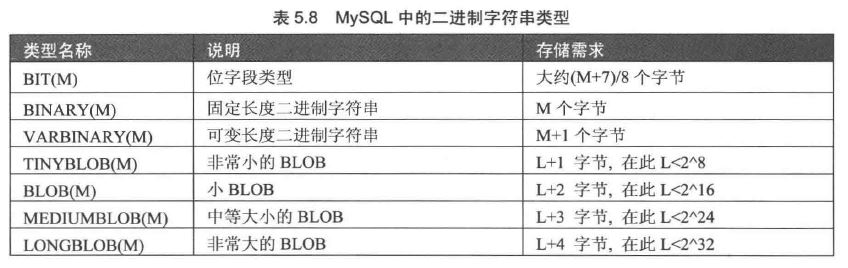 表 5.8 MySQL 中的二进制字符串类型
类型名称 说明 存储需求
BIT(M) 位字段类型 大约(M+7)/8 个字节
BINARY(M) 固定长度二进制字符串 M 个字节
VARBINARY(M) 可变长度二进制字符串 M+1 个字节
TINYBLOB(M) 非常小的 BLOB L+1 字节, 在此 L<2^8
BLOB(M) 小 BLOB L+2 字节, 在此 L<2^16
MEDIUMBLOB(M) 中等大小的 BLOB L+3 字节, 在此 L<2^24
LONGBLOB(M) 非常大的 BLOB L+4 字节, 在此 L<2^32